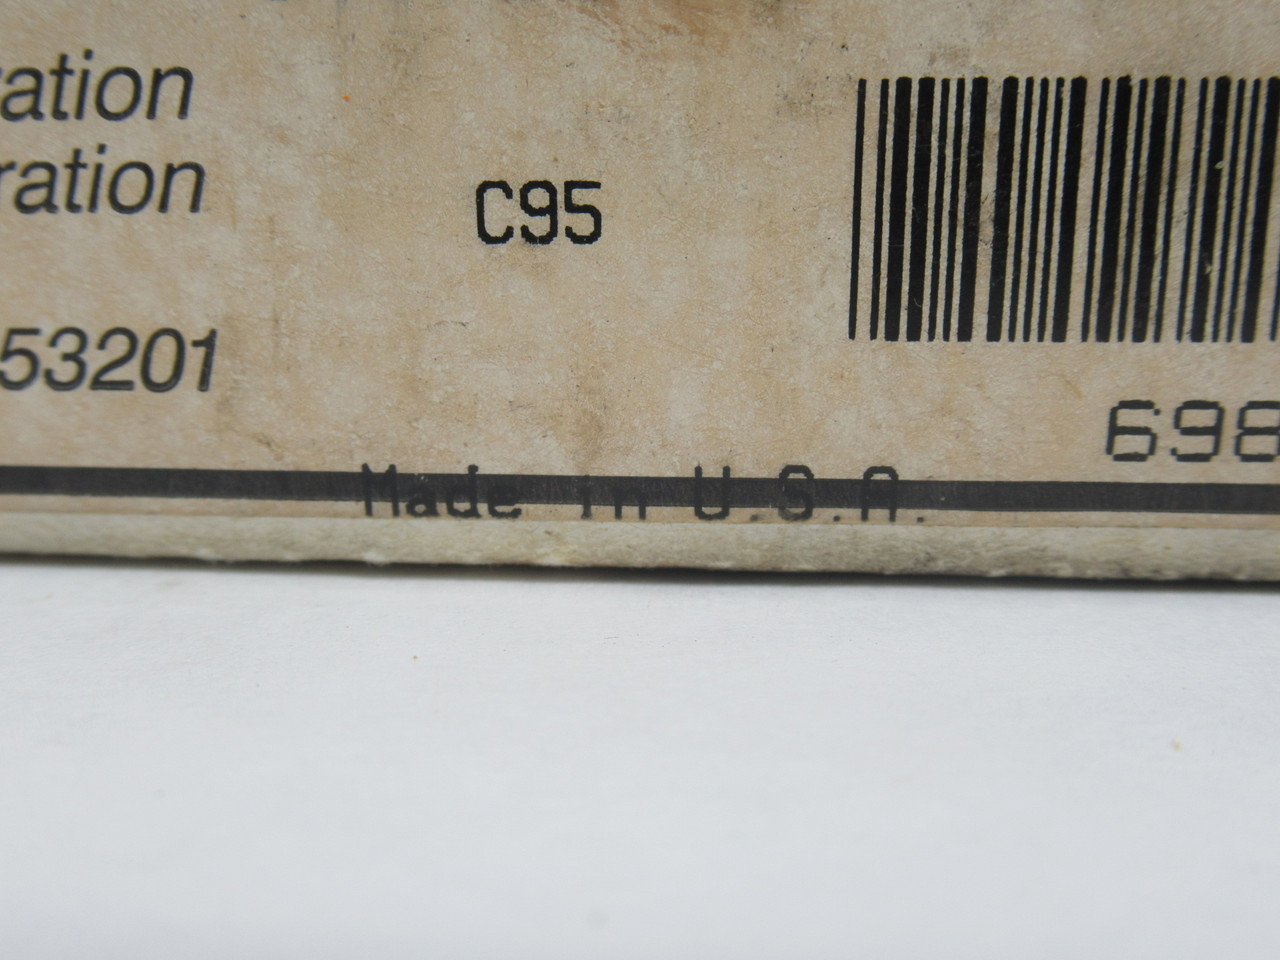 ration
ration
C95
53201
698
Made in U.S.A.